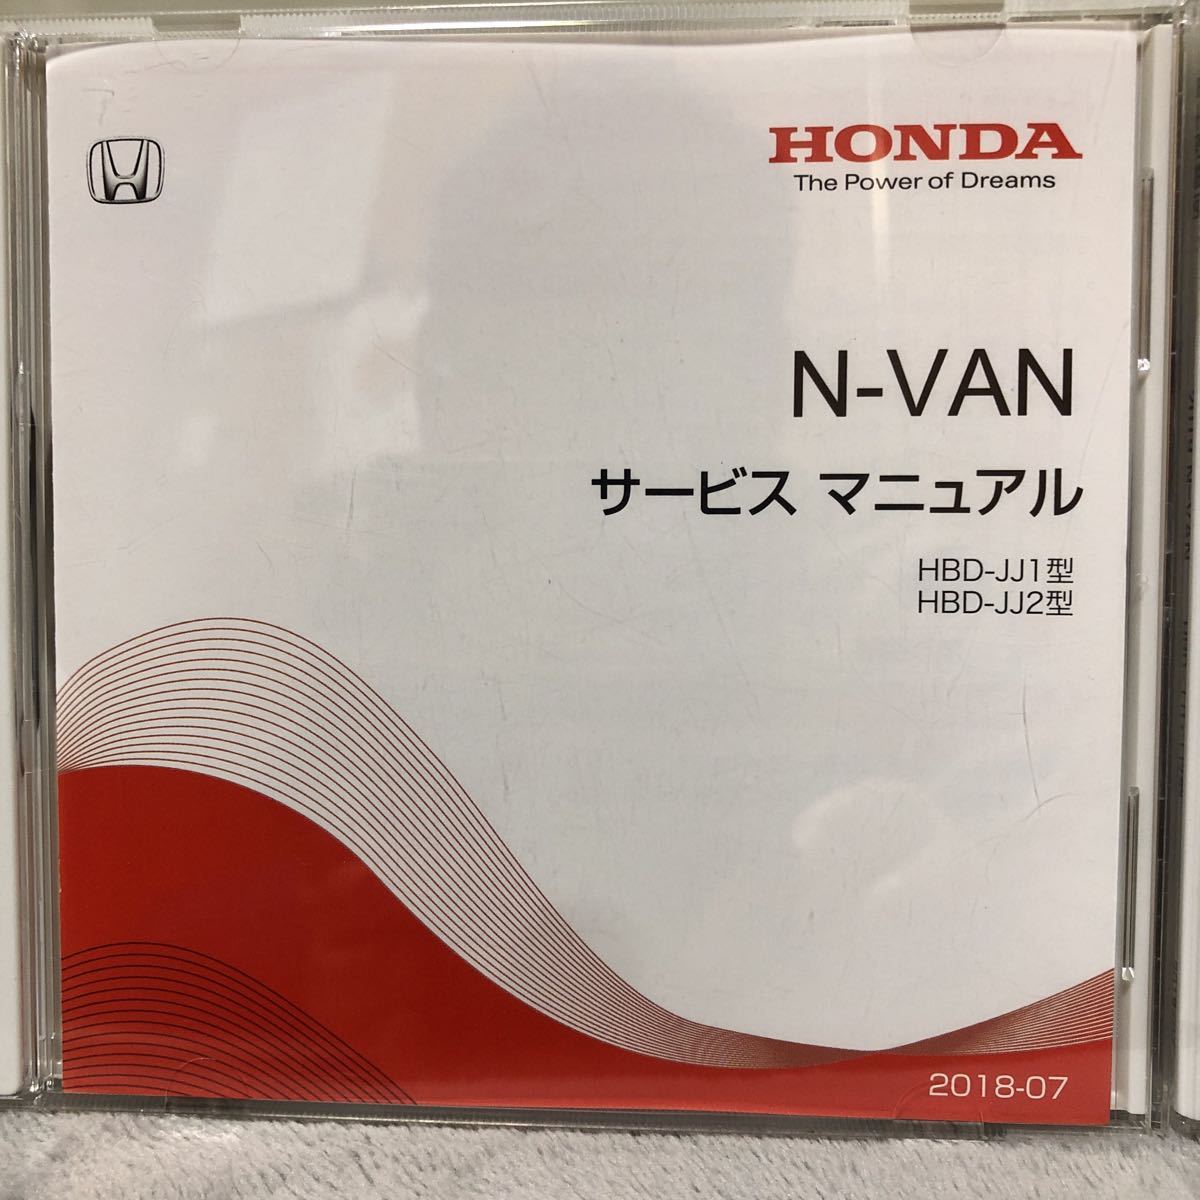 HONDA
The Power of Dreams
N-VAN
サービス マニュアル
HBD-JJ1型
HBD-JJ2型
2018-07